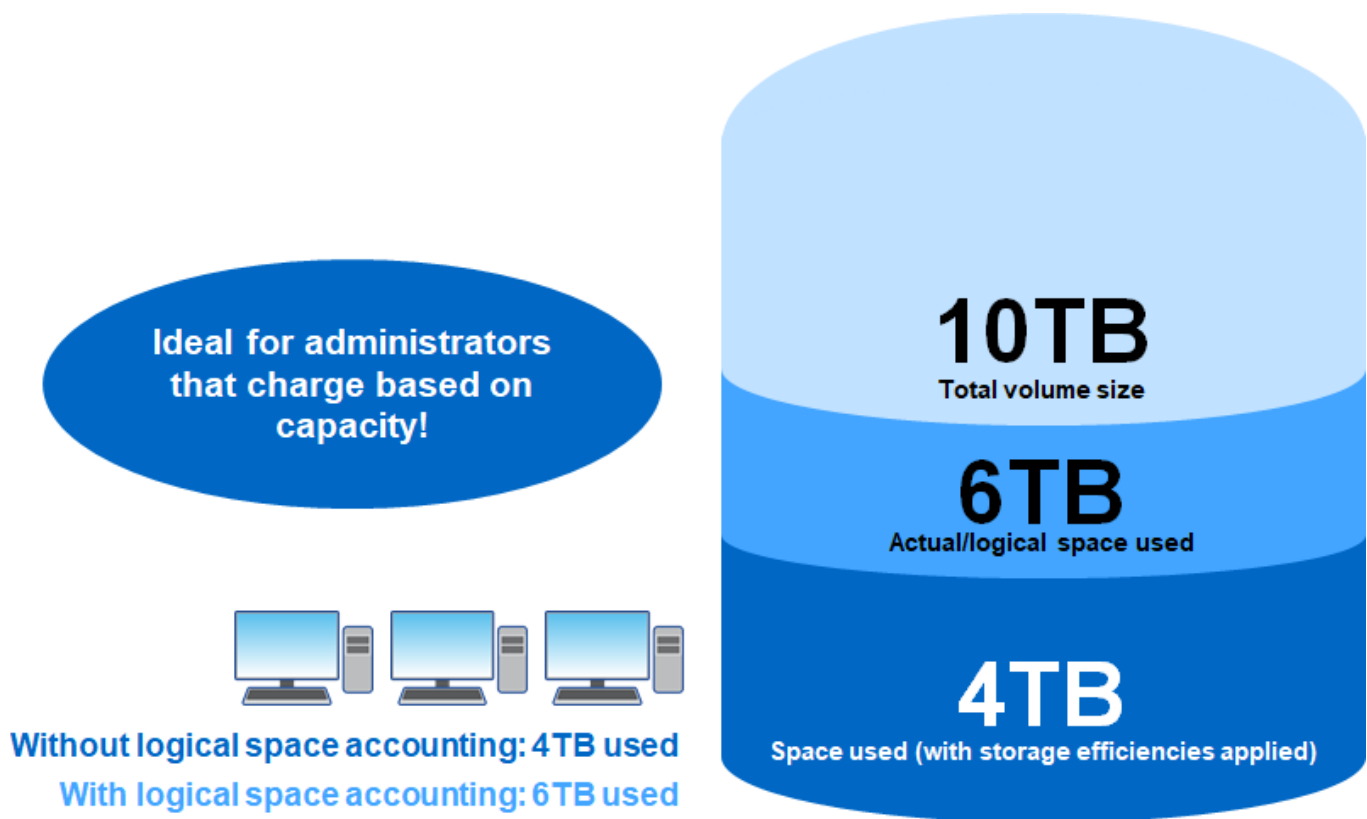 Ideal for administrators
that charge based on
capacity!
10TB
Total volume size
6TB
Actual/logical space used
4TB
Space used (with storage efficiencies applied)
Without logical space accounting: 4TB used
With logical space accounting: 6TB used